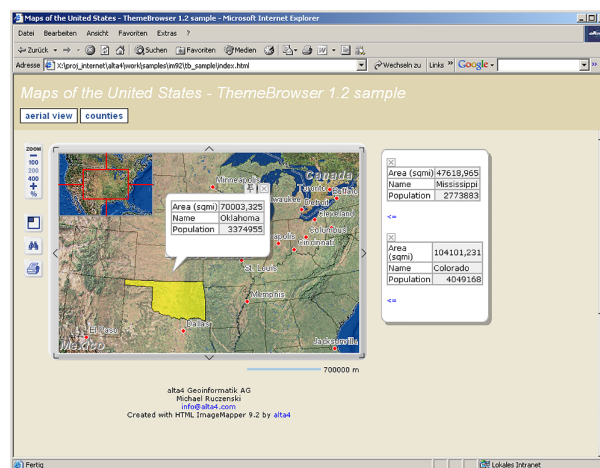 Maps of the United States - ThemeBrowser 1.2 sample - Microsoft Internet Explorer
Datei Bearbeiten Ansicht Favoriten Extras ?
Zurück Suchen Favoriten Medien
Adresse X:\proj_internet\alta4\work\samples\im92\tb_sample\index.html Wechseln zu Links » Google
Maps of the United States - ThemeBrowser 1.2 sample
aerial view counties
ZOOM
100
200
400
%
Minneapolis
Canada
Toronto
Buffalo
waukee
Detroit
Cleveland
Columbus
apolis
Cincinnati
St. Louis
Memphis
Dallas
El Paso
Mexico
Jacksonville
Area (sqmi) 70003,325
Name Oklahoma
Population 3374955
Area (sqmi) 47618,965
Name Mississippi
Population 2773883
<=
Area (sqmi) 104101,231
Name Colorado
Population 4049168
<=
700000 m
alta4 Geoinformatik AG
Michael Ruczenski
info@alta4.com
Created with HTML ImageMapper 9.2 by alta4
Fertig Lokales Intranet